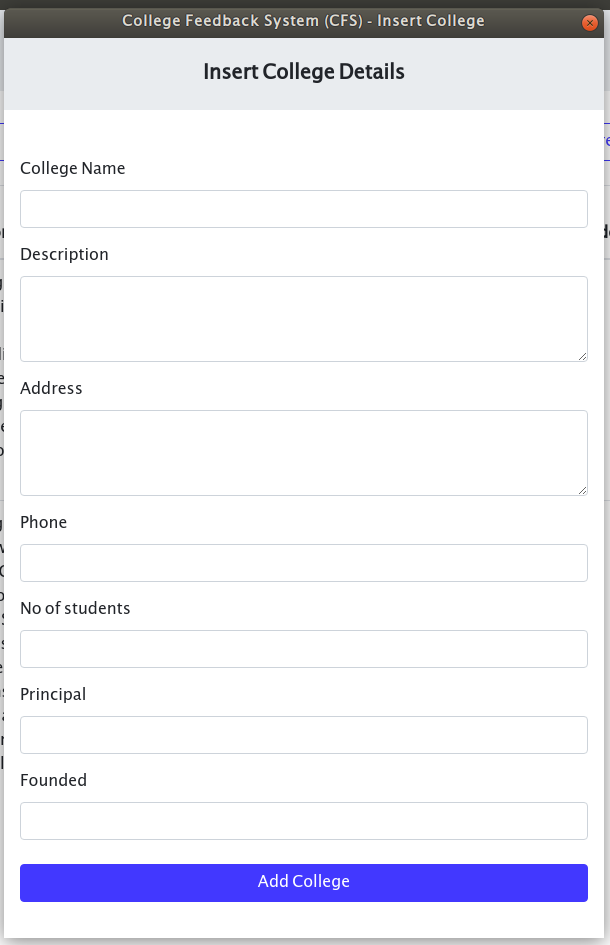 College Feedback System (CFS) - Insert College
Insert College Details
College Name
Description
Address
Phone
No of students
Principal
Founded
Add College